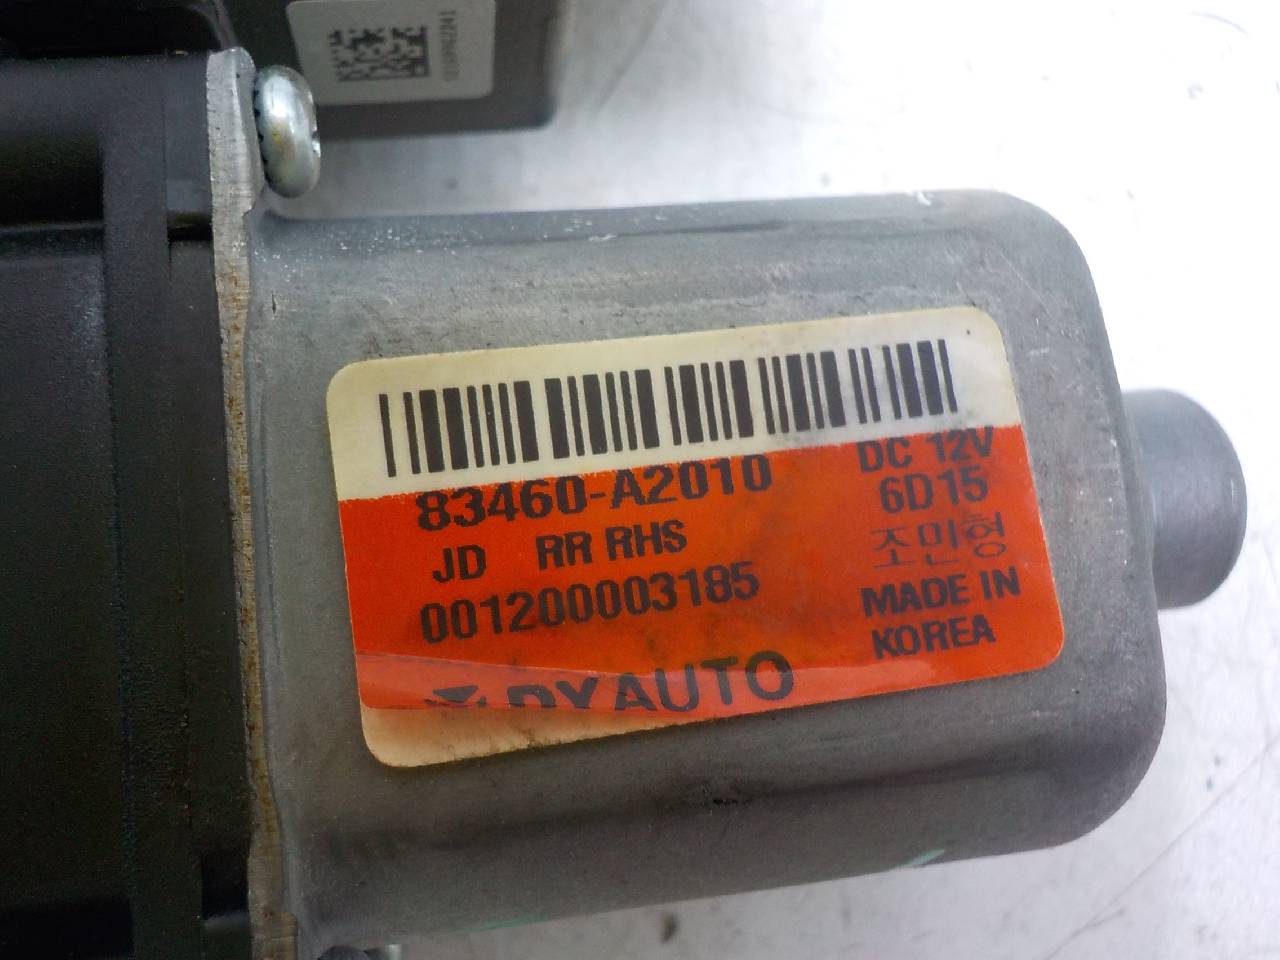 83460-A2010
DC 12V
6D15
JD RR RHS
조민형
001200003185
MADE IN
KOREA
DYAUTO